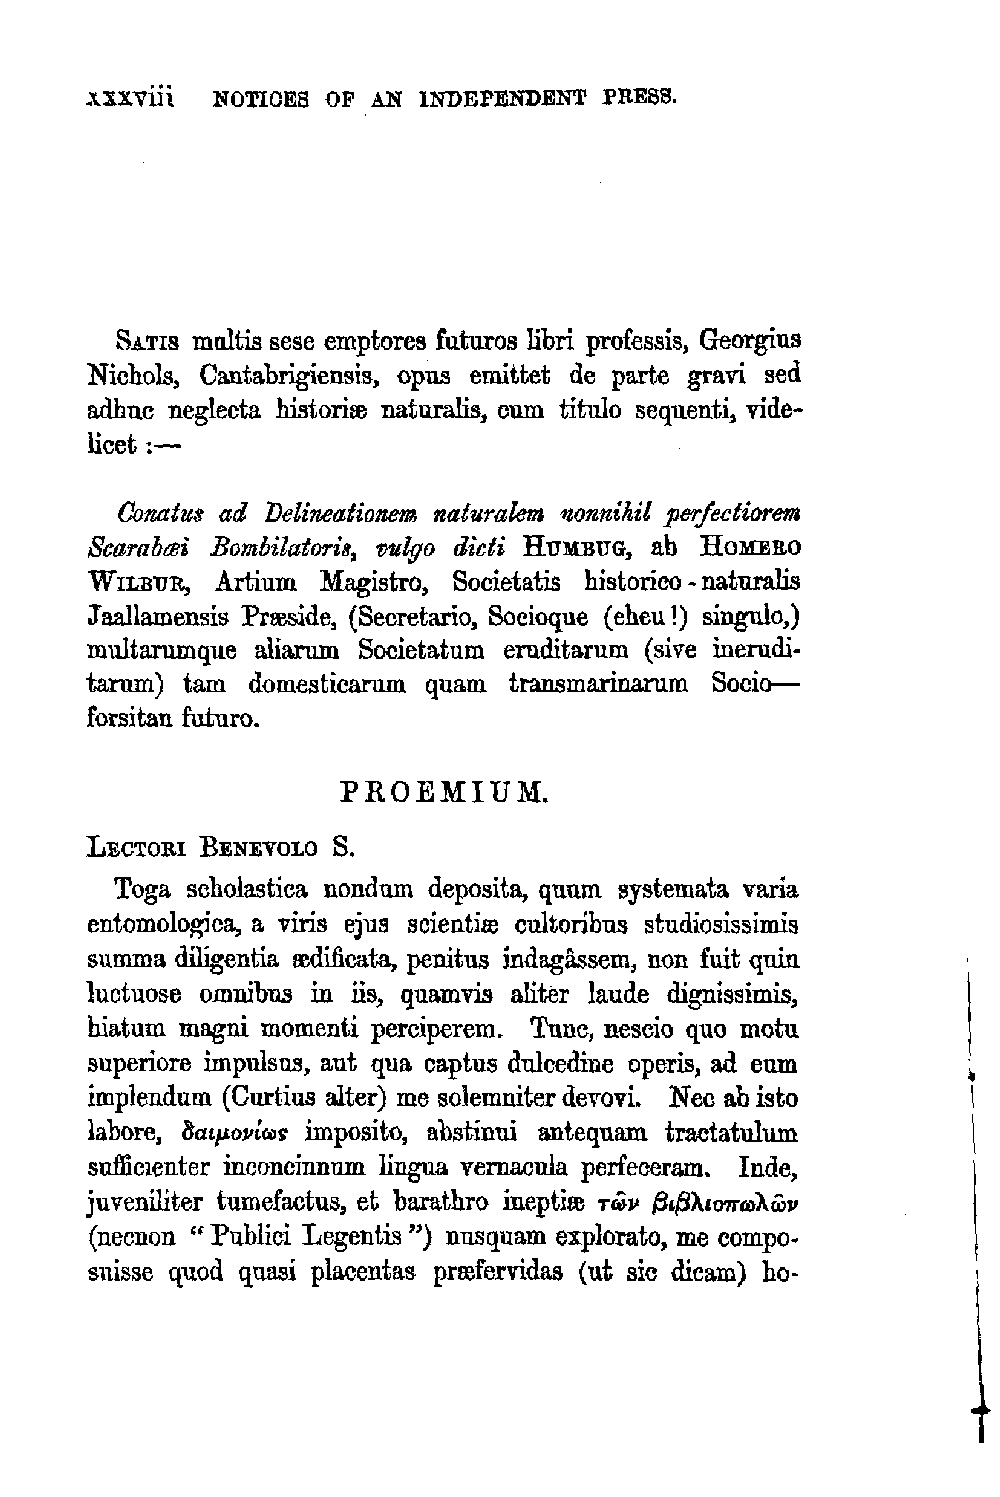 xxxviii NOTICES OF AN INDEPENDENT PRESS.
SATIS multis sese emptores futuros libri professis, Georgius
Nichols, Cantabrigiensis, opus emittet de parte gravi sed
adhuc neglecta historiæ naturalis, cum titulo sequenti, vide-
licet :—
Conatus ad Delineationem naturalem nonnihil perfectiorem
Scarabæi Bombilatoris, vulgo dicti HUMBUG, ab HOMERO
WILBUR, Artium Magistro, Societatis historico-naturalis
Jaallamensis Præside, (Secretario, Socioque (eheu!) singulo,)
multarumque aliarum Societatum eruditarum (sive inerudi-
tarum) tam domesticarum quam transmarinarum Socio—
forsitan futuro.
PROEMIUM.
LECTORI BENEVOLO S.
Toga scholastica nondum deposita, quum systemata varia
entomologica, a viris ejus scientiæ cultoribus studiosissimis
summa diligentia ædificata, penitus indagâssem, non fuit quin
luctuose omnibus in iis, quamvis aliter laude dignissimis,
hiatum magni momenti perciperem. Tunc, nescio quo motu
superiore impulsus, aut qua captus dulcedine operis, ad eum
implendum (Curtius alter) me solemniter devovi. Nec ab isto
labore, δαιμονίως imposito, abstinui antequam tractatulum
sufficienter inconcinnum lingua vernacula perfeceram. Inde,
juveniliter tumefactus, et barathro ineptiæ τῶν βιβλιοπωλῶν
(necnon “Publici Legentis”) nusquam explorato, me compo-
suisse quod quasi placentas præfervidas (ut sic dicam) ho-